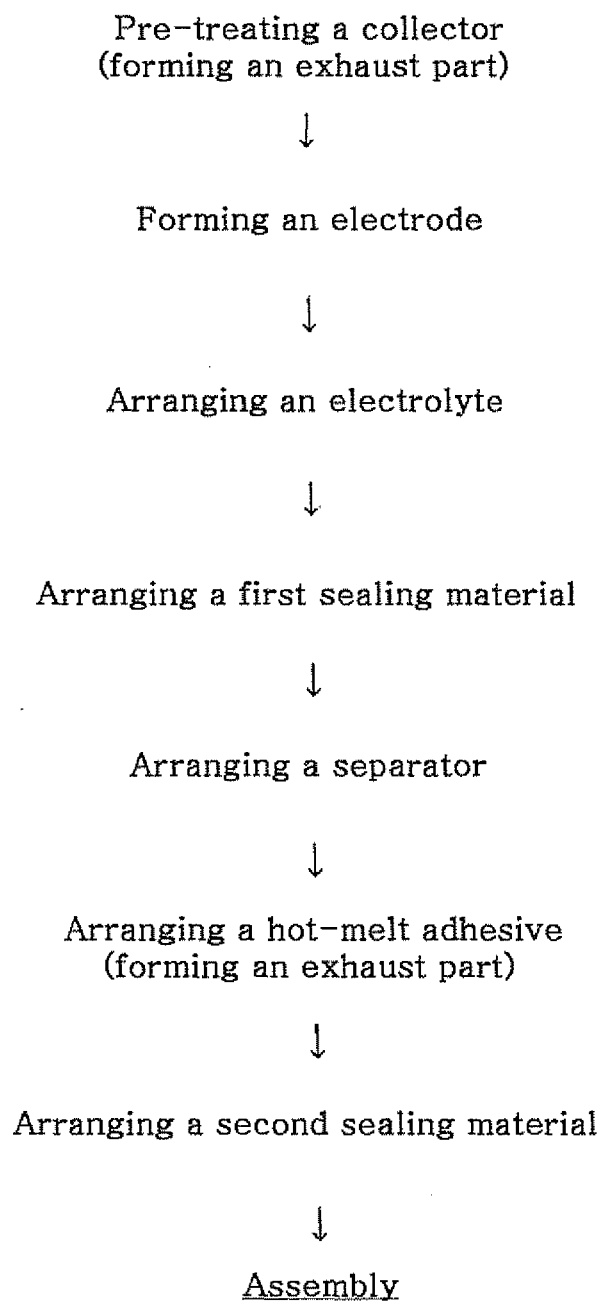 Pre-treating a collector
(forming an exhaust part)
↓
Forming an electrode
↓
Arranging an electrolyte
↓
Arranging a first sealing material
↓
Arranging a separator
↓
Arranging a hot-melt adhesive
(forming an exhaust part)
↓
Arranging a second sealing material
↓
Assembly